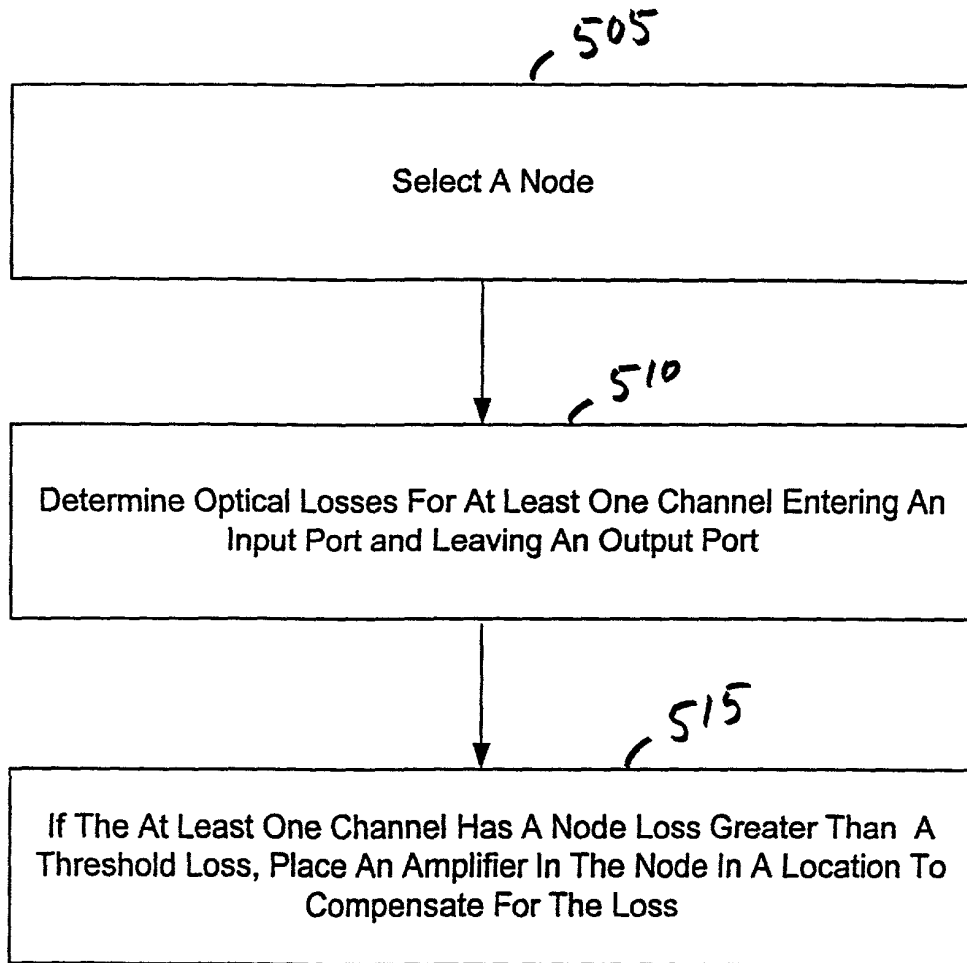 505
Select A Node
510
Determine Optical Losses For At Least One Channel Entering An
Input Port and Leaving An Output Port
515
If The At Least One Channel Has A Node Loss Greater Than A
Threshold Loss, Place An Amplifier In The Node In A Location To
Compensate For The Loss